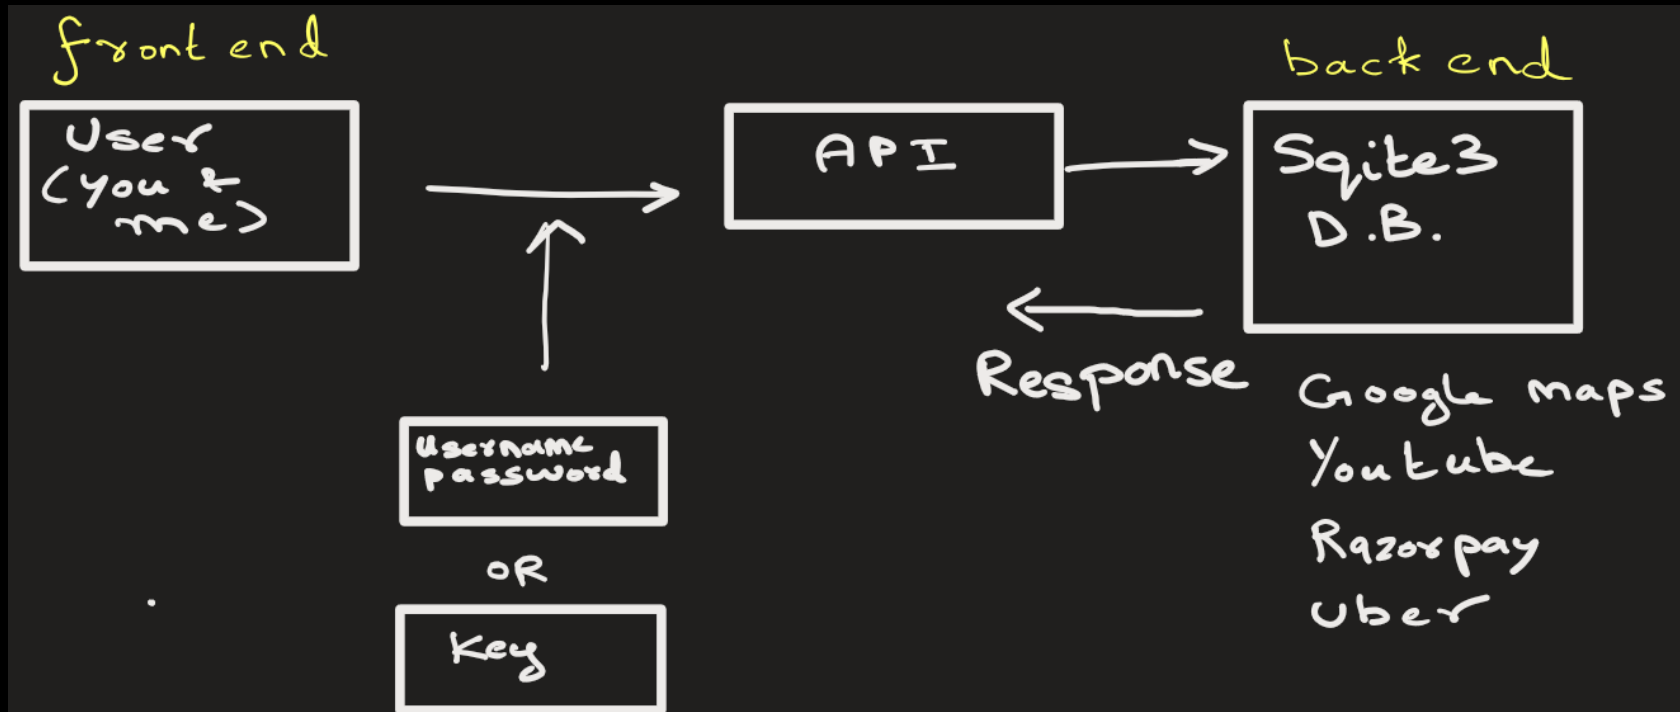 front end
back end
User
(you &
me)
API
Sqite3
D.B.
Response
username
password
OR
Key
Google maps
Youtube
Razorpay
Uber